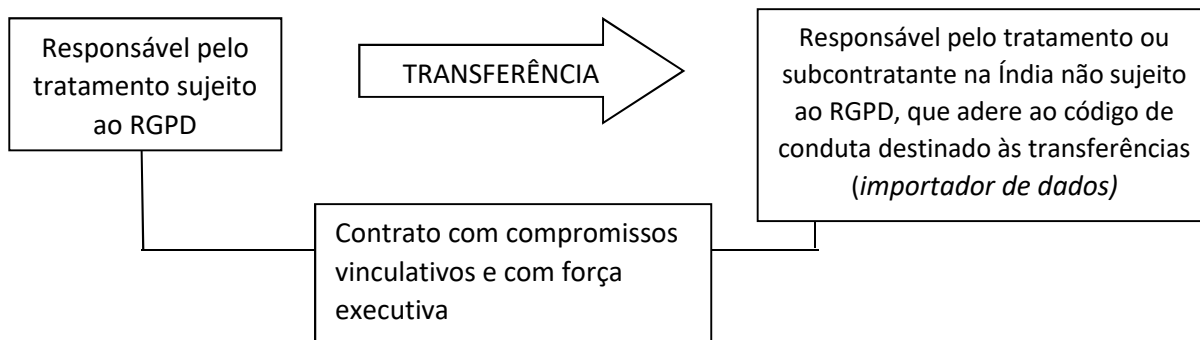 Responsável pelo
tratamento sujeito
ao RGPD
TRANSFERÊNCIA
Responsável pelo tratamento ou
subcontratante na Índia não sujeito
ao RGPD, que adere ao código de
conduta destinado às transferências
(importador de dados)
Contrato com compromissos
vinculativos e com força
executiva